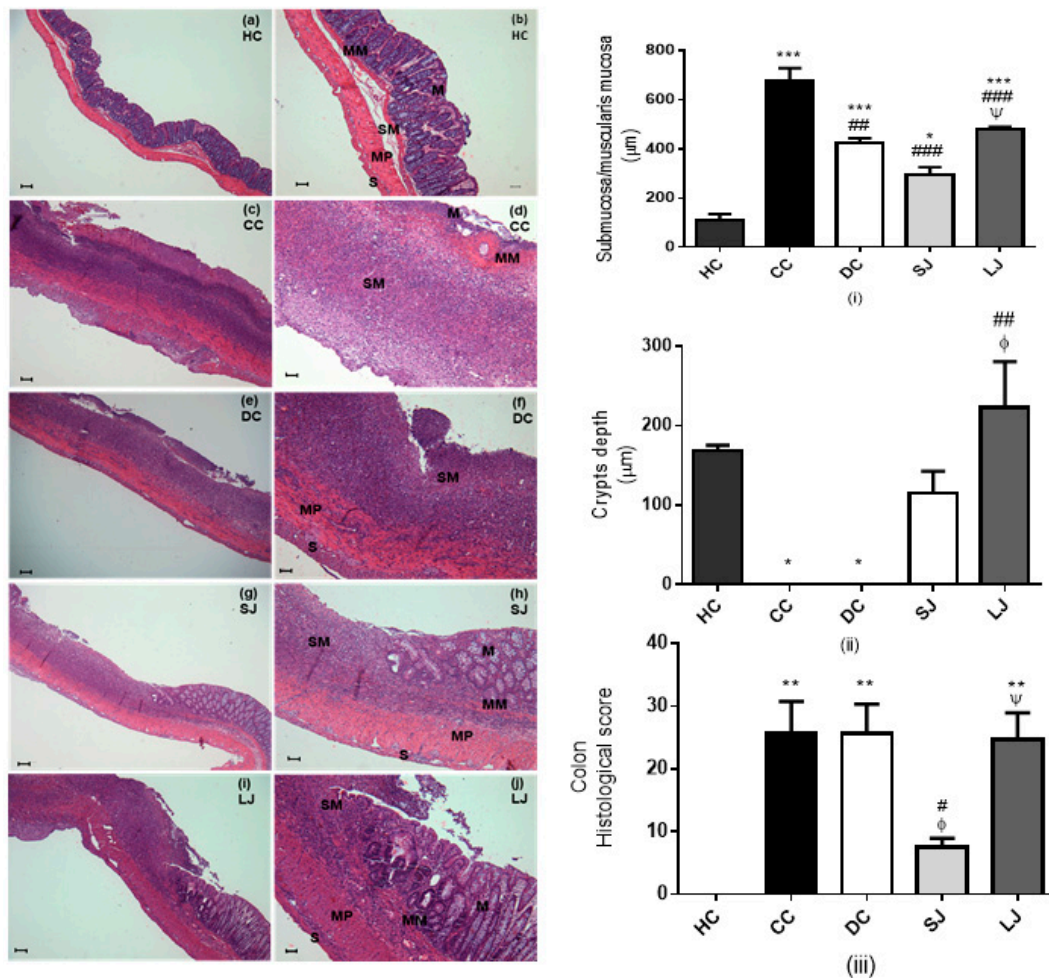 (a)
HC
(b)
HC
MM
M
SM
MP
S
(c)
CC
(d)
CC
M
MM
SM
(e)
DC
(f)
DC
SM
MP
S
(g)
SJ
(h)
SJ
SM
M
MM
MP
S
(i)
LJ
(j)
LJ
SM
MP
MM
M
S
Submucosa/muscularis mucosa
(µm)
800
600
400
200
0
***
***
##
*
###
***
###
Ψ
HC CC DC SJ LJ
(i)
Crypts depth
(µm)
300
200
100
0
*
*
##
ϕ
HC CC DC SJ LJ
(ii)
Colon
Histological score
40
30
20
10
0
**
**
#
ϕ
**
Ψ
HC CC DC SJ LJ
(iii)